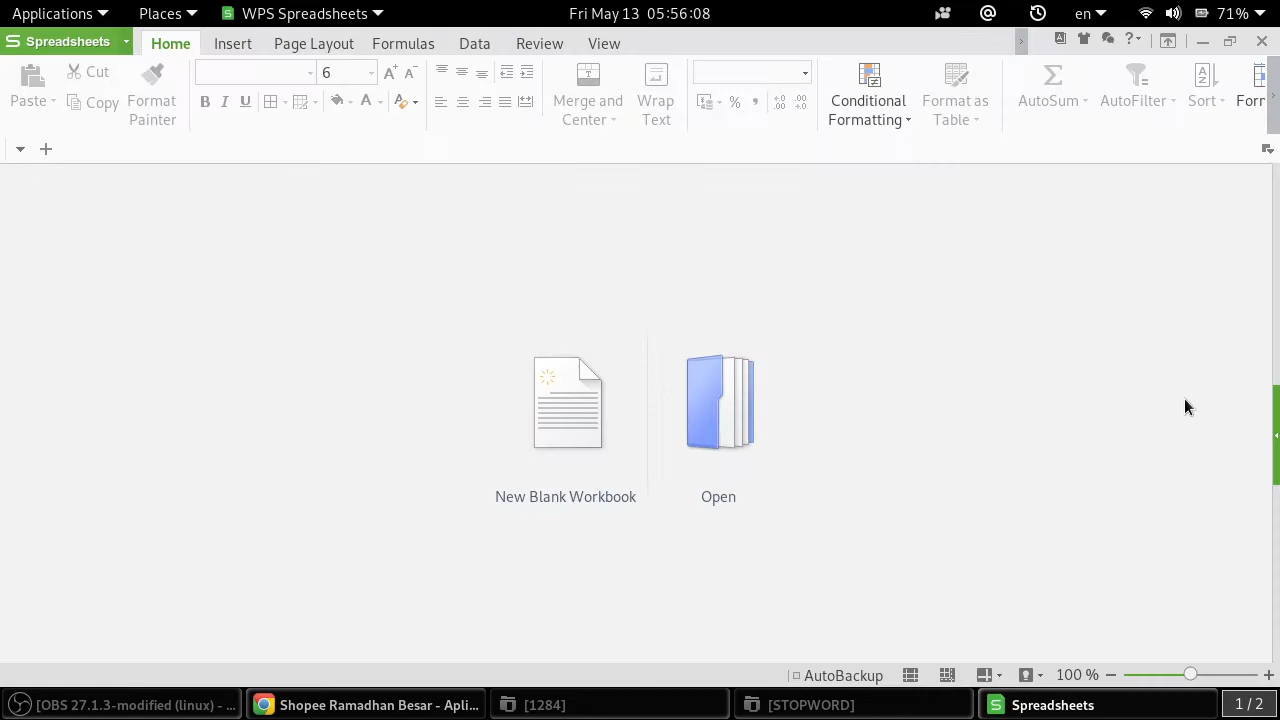 Applications Places WPS Spreadsheets Fri May 13 05:56:08 en 71%
Spreadsheets Home Insert Page Layout Formulas Data Review View
6
Paste Cut Copy Format Painter
B I U
Merge and Center
Wrap Text
%
Conditional Formatting
Format as Table
AutoSum AutoFilter Sort Form
New Blank Workbook Open
AutoBackup 100 %
[OBS 27.1.3-modified (linux) - ... Shopee Ramadhan Besar - Apli... [1284] [STOPWORD] Spreadsheets 1 / 2